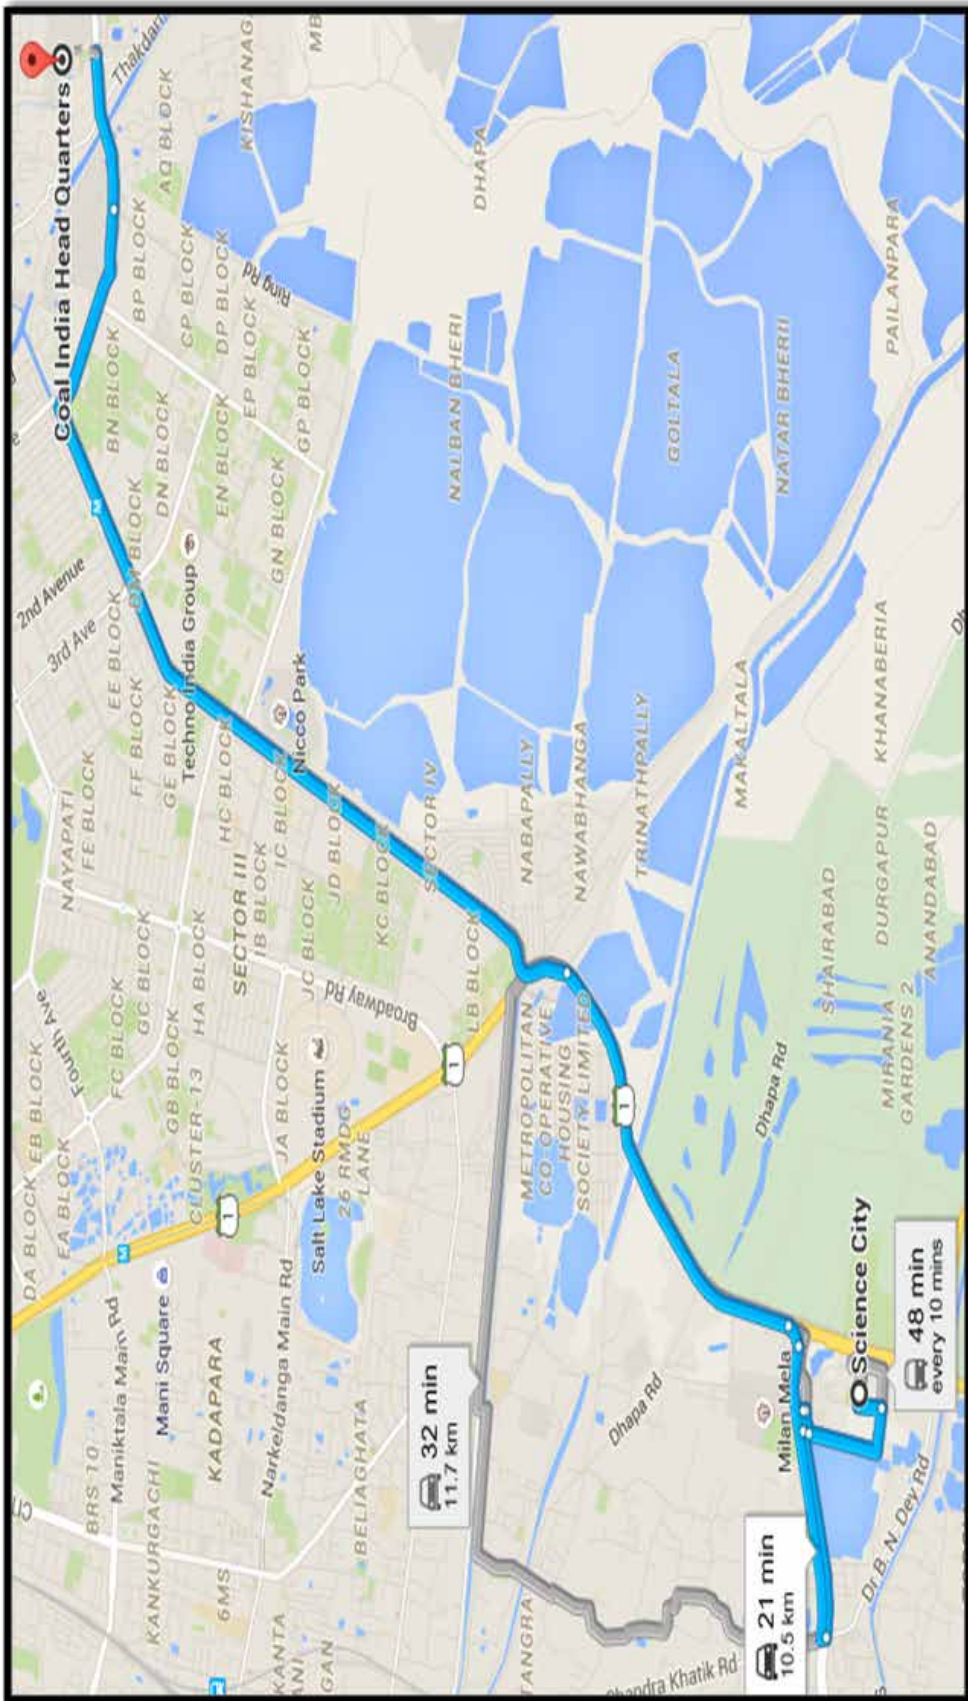 DA BLOCK
EB BLOCK
EA BLOCK
Fourth Ave
NAYAPATI
FE BLOCK
2nd Avenue
3rd Ave
EE BLOCK
FF BLOCK
GE BLOCK
Techno India Group
Coal India Head Quarters
Thakdari
BN BLOCK
BP BLOCK
AQ BLOCK
KISHANAG
MB
DN BLOCK
CP BLOCK
DP BLOCK
EP BLOCK
EN BLOCK
GP BLOCK
GN BLOCK
Ring Rd
DHAPA
FC BLOCK
GC BLOCK
GB BLOCK
HA BLOCK
HC BLOCK
SECTOR III
IB BLOCK
IC BLOCK
Nicco Park
CLUSTER-13
JA BLOCK
JC BLOCK
JD BLOCK
KC BLOCK
SECTOR IV
LB BLOCK
Broadway Rd
Salt Lake Stadium
26 RMDG
LANE
1
1
1
M
M
BRS 10
Maniktala Main Rd
Mani Square
KANKURGACHI
KADAPARA
6MS
Narkeldanga Main Rd
KANTA
GAN
BELIAGHATA
32 min
11.7 km
NALBAN BHERI
GOLTALA
NATAR BHERI
PAILANPARA
NABAPALLY
NAWABHANGA
TRINATHPALLY
MAKALTALA
KHANABERIA
METROPOLITAN
CO OPERATIVE
HOUSING
SOCIETY LIMITED
SHAIRABAD
DURGAPUR
ANANDABAD
MIRANIA
GARDENS 2
Dhapa Rd
Dhapa Rd
Milan Mela
Science City
48 min
every 10 mins
TANGRA
21 min
10.5 km
Dr B. N. Dey Rd